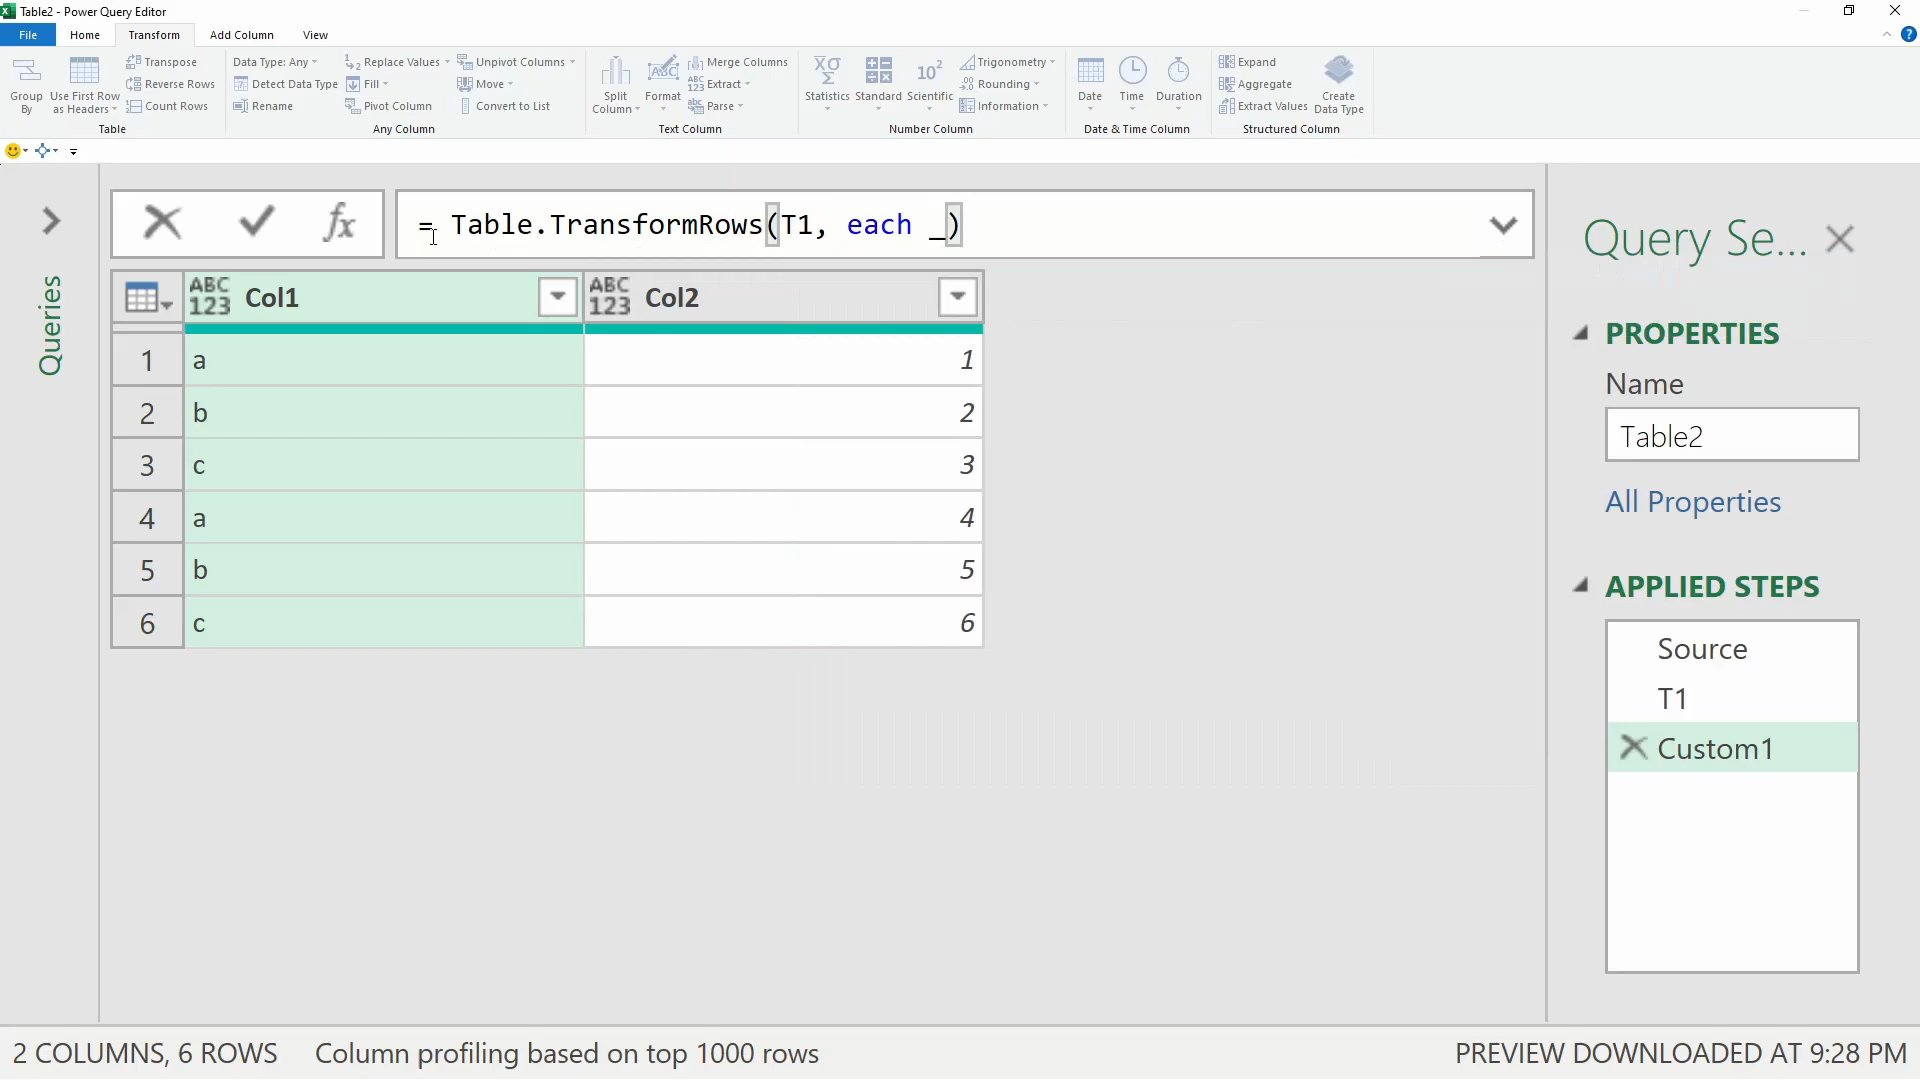 Table2 - Power Query Editor
File Home Transform Add Column View
Group By
Use First Row as Headers
Transpose
Reverse Rows
Count Rows
Table
Data Type: Any
Detect Data Type
Rename
Replace Values
Fill
Pivot Column
Unpivot Columns
Move
Convert to List
Any Column
Split Column
Format
Merge Columns
Extract
Parse
Text Column
Statistics
Standard
Scientific
Trigonometry
Rounding
Information
Number Column
Date
Time
Duration
Date & Time Column
Expand
Aggregate
Extract Values
Create Data Type
Structured Column
Queries
fx
= Table.TransformRows(T1, each _)
ABC 123 Col1 ABC 123 Col2
1 a 1
2 b 2
3 c 3
4 a 4
5 b 5
6 c 6
Query Se...
PROPERTIES
Name
Table2
All Properties
APPLIED STEPS
Source
T1
Custom1
2 COLUMNS, 6 ROWS Column profiling based on top 1000 rows PREVIEW DOWNLOADED AT 9:28 PM